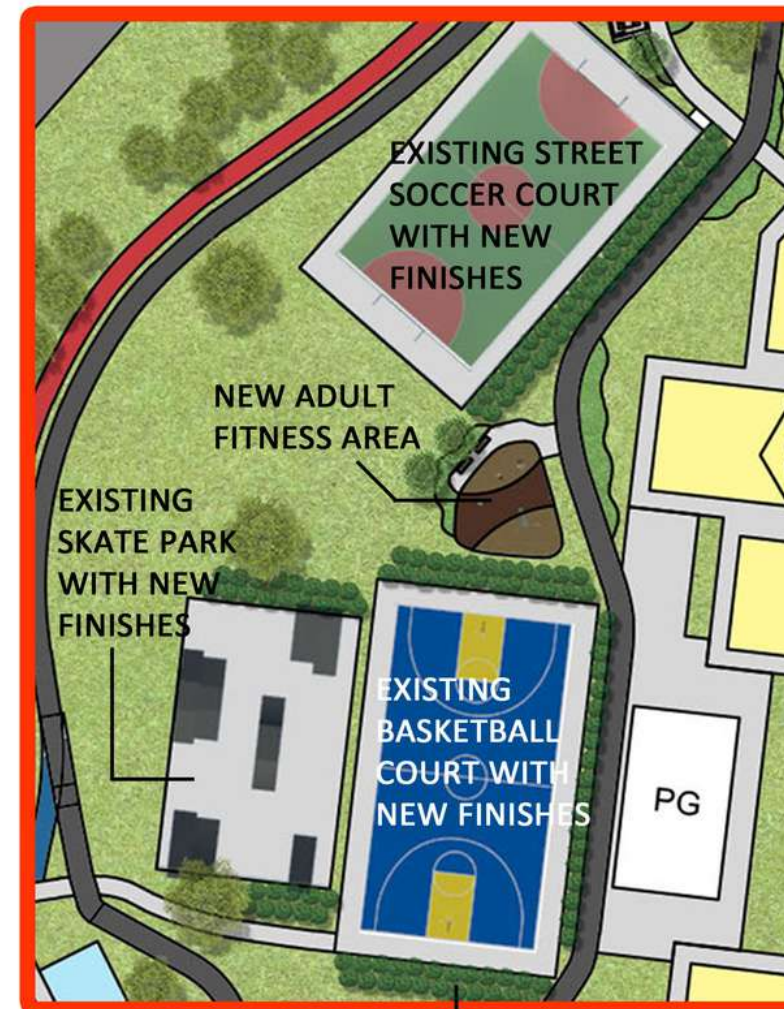 EXISTING STREET
SOCCER COURT
WITH NEW
FINISHES
NEW ADULT
FITNESS AREA
EXISTING
SKATE PARK
WITH NEW
FINISHES
EXISTING
BASKETBALL
COURT WITH
NEW FINISHES
PG